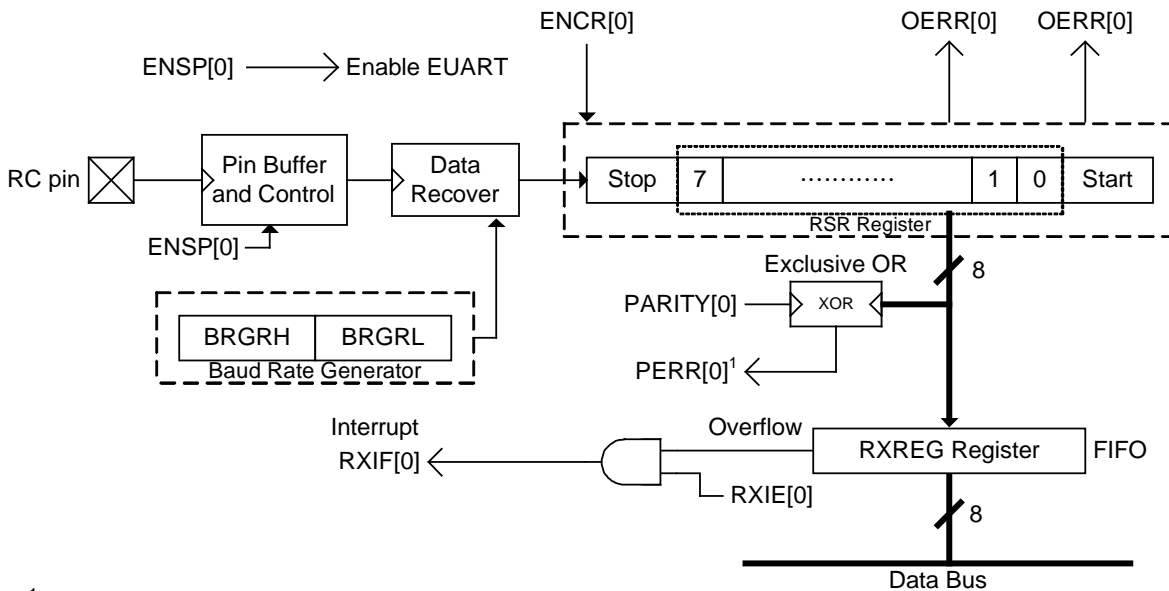 ENCR[0]
OERR[0]
OERR[0]
ENSP[0]
Enable EUART
RC pin
Pin Buffer
and Control
Data
Recover
Stop
7
............
1
0
Start
RSR Register
ENSP[0]
8
Exclusive OR
PARITY[0]
XOR
BRGRH
BRGRL
Baud Rate Generator
PERR[0]¹
Interrupt
RXIF[0]
Overflow
RXREG Register
FIFO
RXIE[0]
8
Data Bus
1